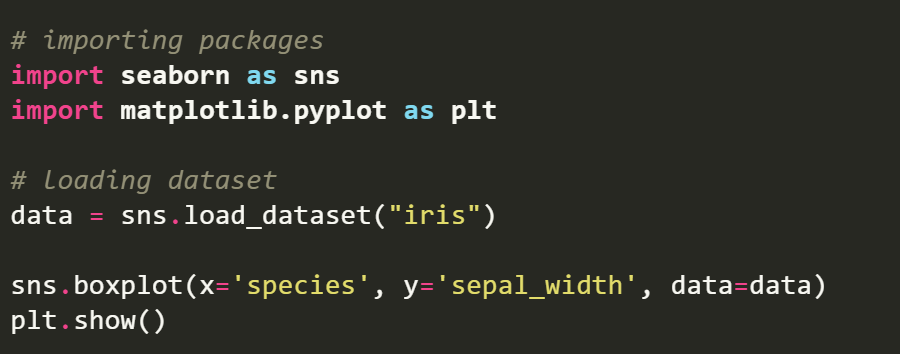 # importing packages
import seaborn as sns
import matplotlib.pyplot as plt
# loading dataset
data = sns.load_dataset("iris")
sns.boxplot(x='species', y='sepal_width', data=data)
plt.show()